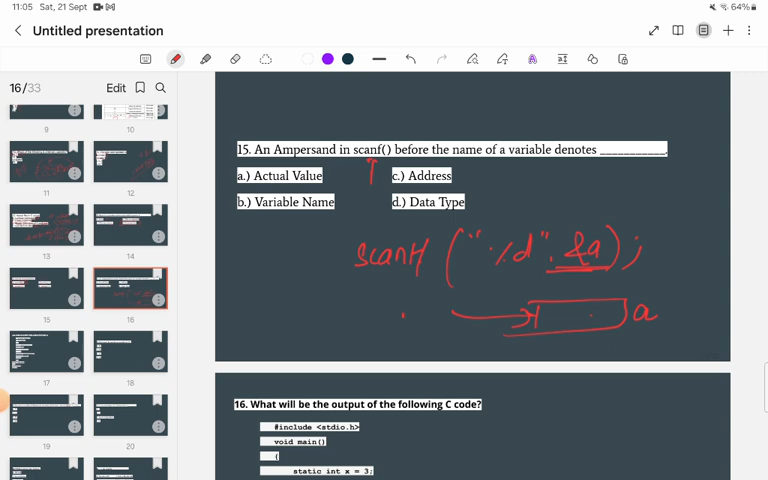 11:05 Sat, 21 Sept
64%
Untitled presentation
16/33 Edit
9
10
11
12
13
14
15
16
17
18
19
20
15. An Ampersand in scanf() before the name of a variable denotes ___________.
a.) Actual Value
c.) Address
b.) Variable Name
d.) Data Type
scanf ("%d", &a);
a
16. What will be the output of the following C code?
#include <stdio.h>
void main()
{
static int x = 3;